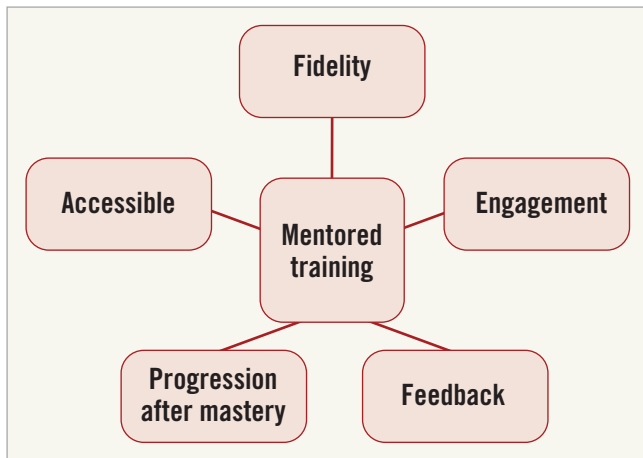 Fidelity
Accessible
Engagement
Mentored
training
Progression
after mastery
Feedback